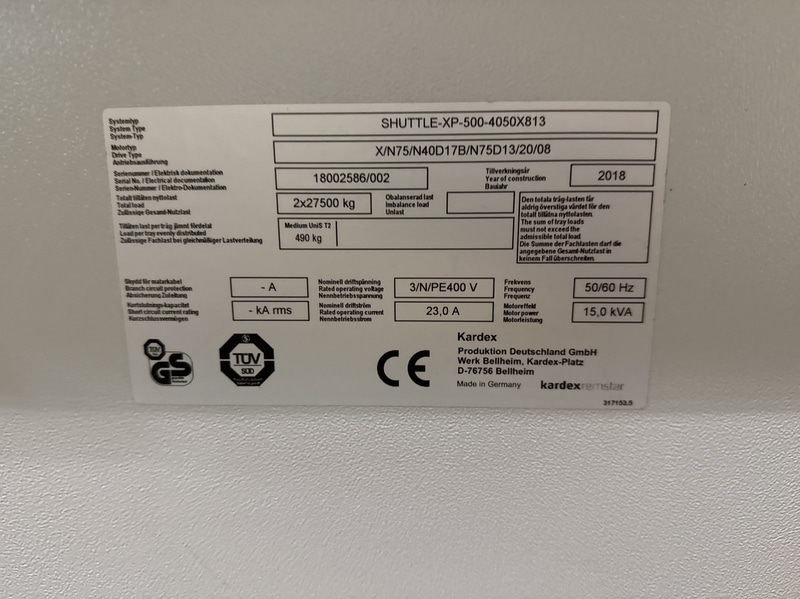 Systemtyp
System Type
System-Typ
SHUTTLE-XP-500-4050X813
Motortyp
Drive Type
Antriebsausführung
X/N75/N40D17B/N75D13/20/08
Serienummer / Elektrisk dokumentation
Serial No. / Electrical documentation
Serien-Nummer / Elektro-Dokumentation
18002586/002
Tillverkningsår
Year of construction
Baujahr
2018
Totalt tillåten nyttolast
Total load
Zulässige Gesamt-Nutzlast
2x27500 kg
Obalanserad last
Imbalance load
Unlast
Den totala tråg-lasten får
aldrig överstiga värdet för den
totalt tillåtna nyttolasten.
The sum of tray loads
must not exceed the
admissible total load.
Die Summe der Fachlasten darf die
angegebene Gesamt-Nutzlast in
keinem Fall überschreiten.
Tillåten last per tråg jämnt fördelat
Load per tray evenly distributed
Zulässige Fachlast bei gleichmäßiger Lastverteilung
Medium UniS T2
490 kg
Skydd för matarkabel
Branch circuit protection
Absicherung Zuleitung
- A
Nominell driftspänning
Rated operating voltage
Nennbetriebsspannung
3/N/PE400 V
Frekvens
Frequency
Frequenz
50/60 Hz
Kortslutnings-kapacitet
Short circuit current rating
Kurzschlussvermögen
- kA rms
Nominell driftström
Rated operating current
Nennbetriebsstrom
23,0 A
Motoreffekt
Motor power
Motorleistung
15,0 kVA
TÜV
GS
TÜV
SÜD
CE
Kardex
Produktion Deutschland GmbH
Werk Bellheim, Kardex-Platz
D-76756 Bellheim
Made in Germany
kardexremstar
317152.5